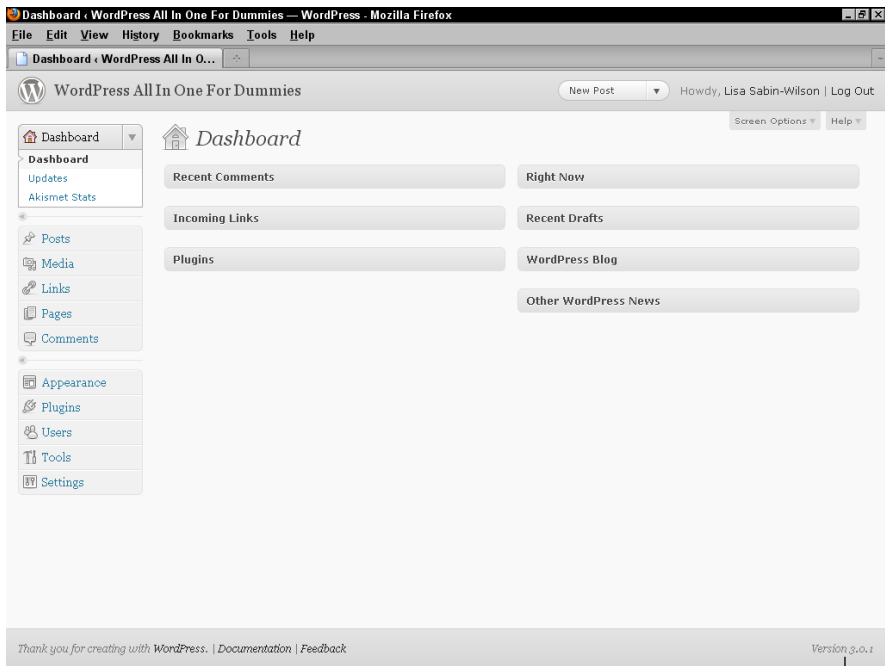 Dashboard ‹ WordPress All In One For Dummies — WordPress - Mozilla Firefox
File Edit View History Bookmarks Tools Help
Dashboard ‹ WordPress All In O...
WordPress All In One For Dummies
New Post
Howdy, Lisa Sabin-Wilson | Log Out
Screen Options
Help
Dashboard
Dashboard
Updates
Akismet Stats
Posts
Media
Links
Pages
Comments
Appearance
Plugins
Users
Tools
Settings
Dashboard
Recent Comments
Right Now
Incoming Links
Recent Drafts
Plugins
WordPress Blog
Other WordPress News
Thank you for creating with WordPress. | Documentation | Feedback
Version 3.0.1